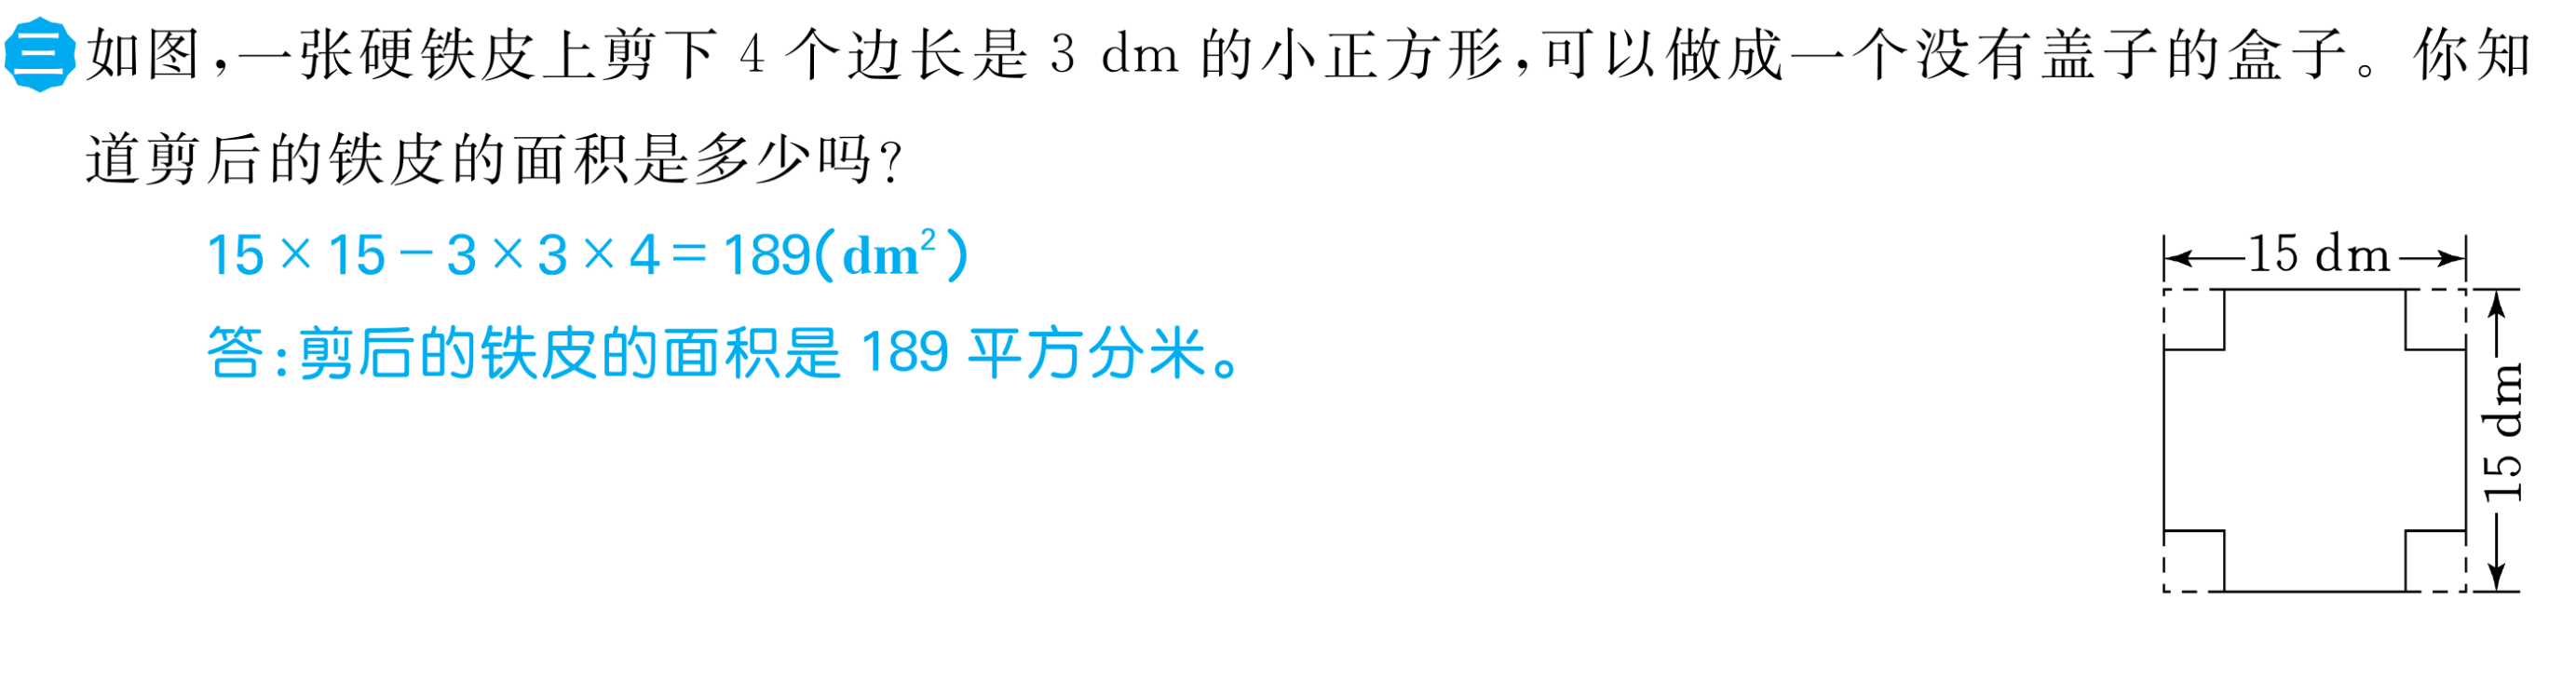 三 如图,一张硬铁皮上剪下 4 个边长是 3 dm 的小正方形,可以做成一个没有盖子的盒子。你知
道剪后的铁皮的面积是多少吗?
15×15-3×3×4=189(dm²)
答:剪后的铁皮的面积是 189 平方分米。
15 dm
15 dm